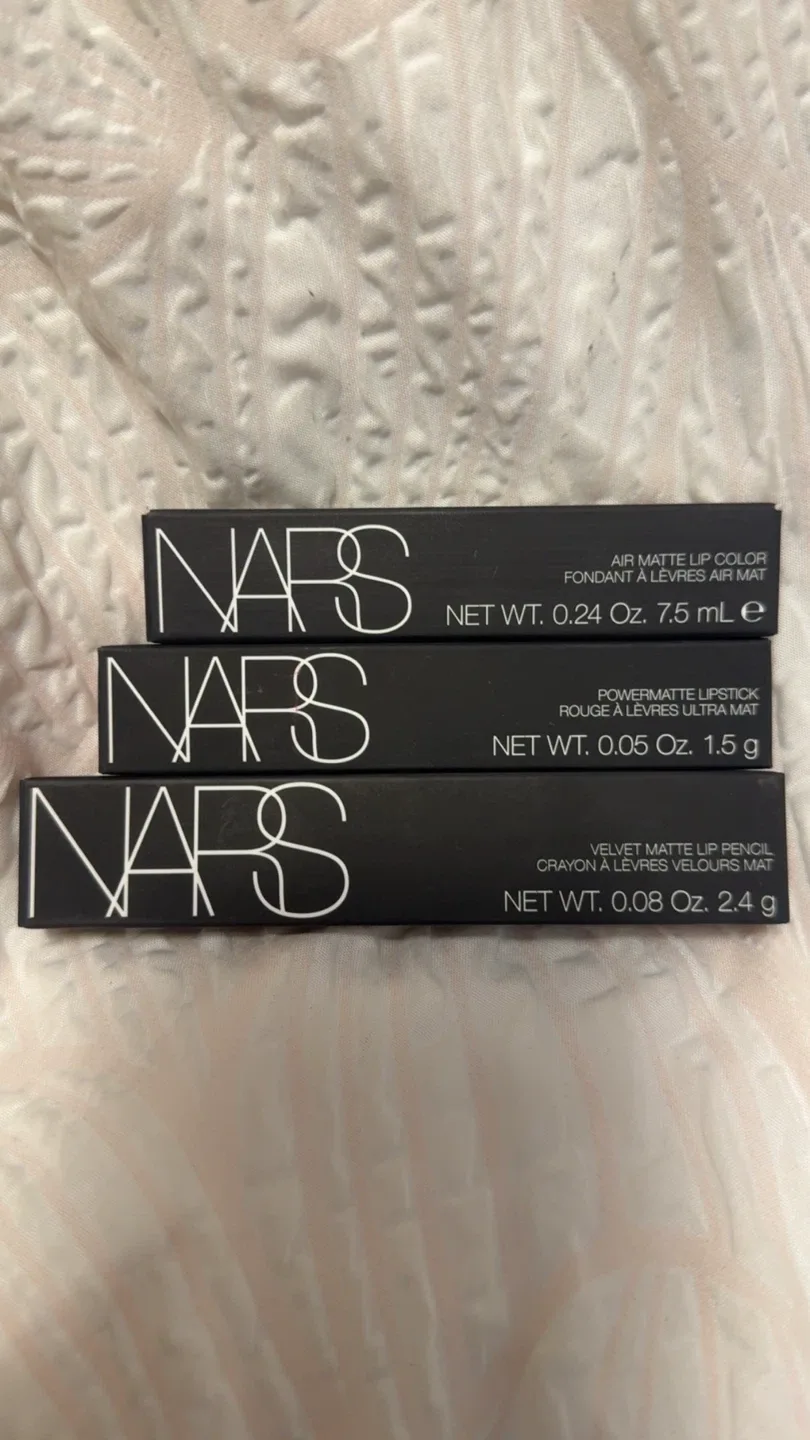 NARS
AIR MATTE LIP COLOR
FONDANT À LÈVRES AIR MAT
NET WT. 0.24 Oz. 7.5 mL ℮
NARS
POWERMATTE LIPSTICK
ROUGE À LÈVRES ULTRA MAT
NET WT. 0.05 Oz. 1.5 g
NARS
VELVET MATTE LIP PENCIL
CRAYON À LÈVRES VELOURS MAT
NET WT. 0.08 Oz. 2.4 g